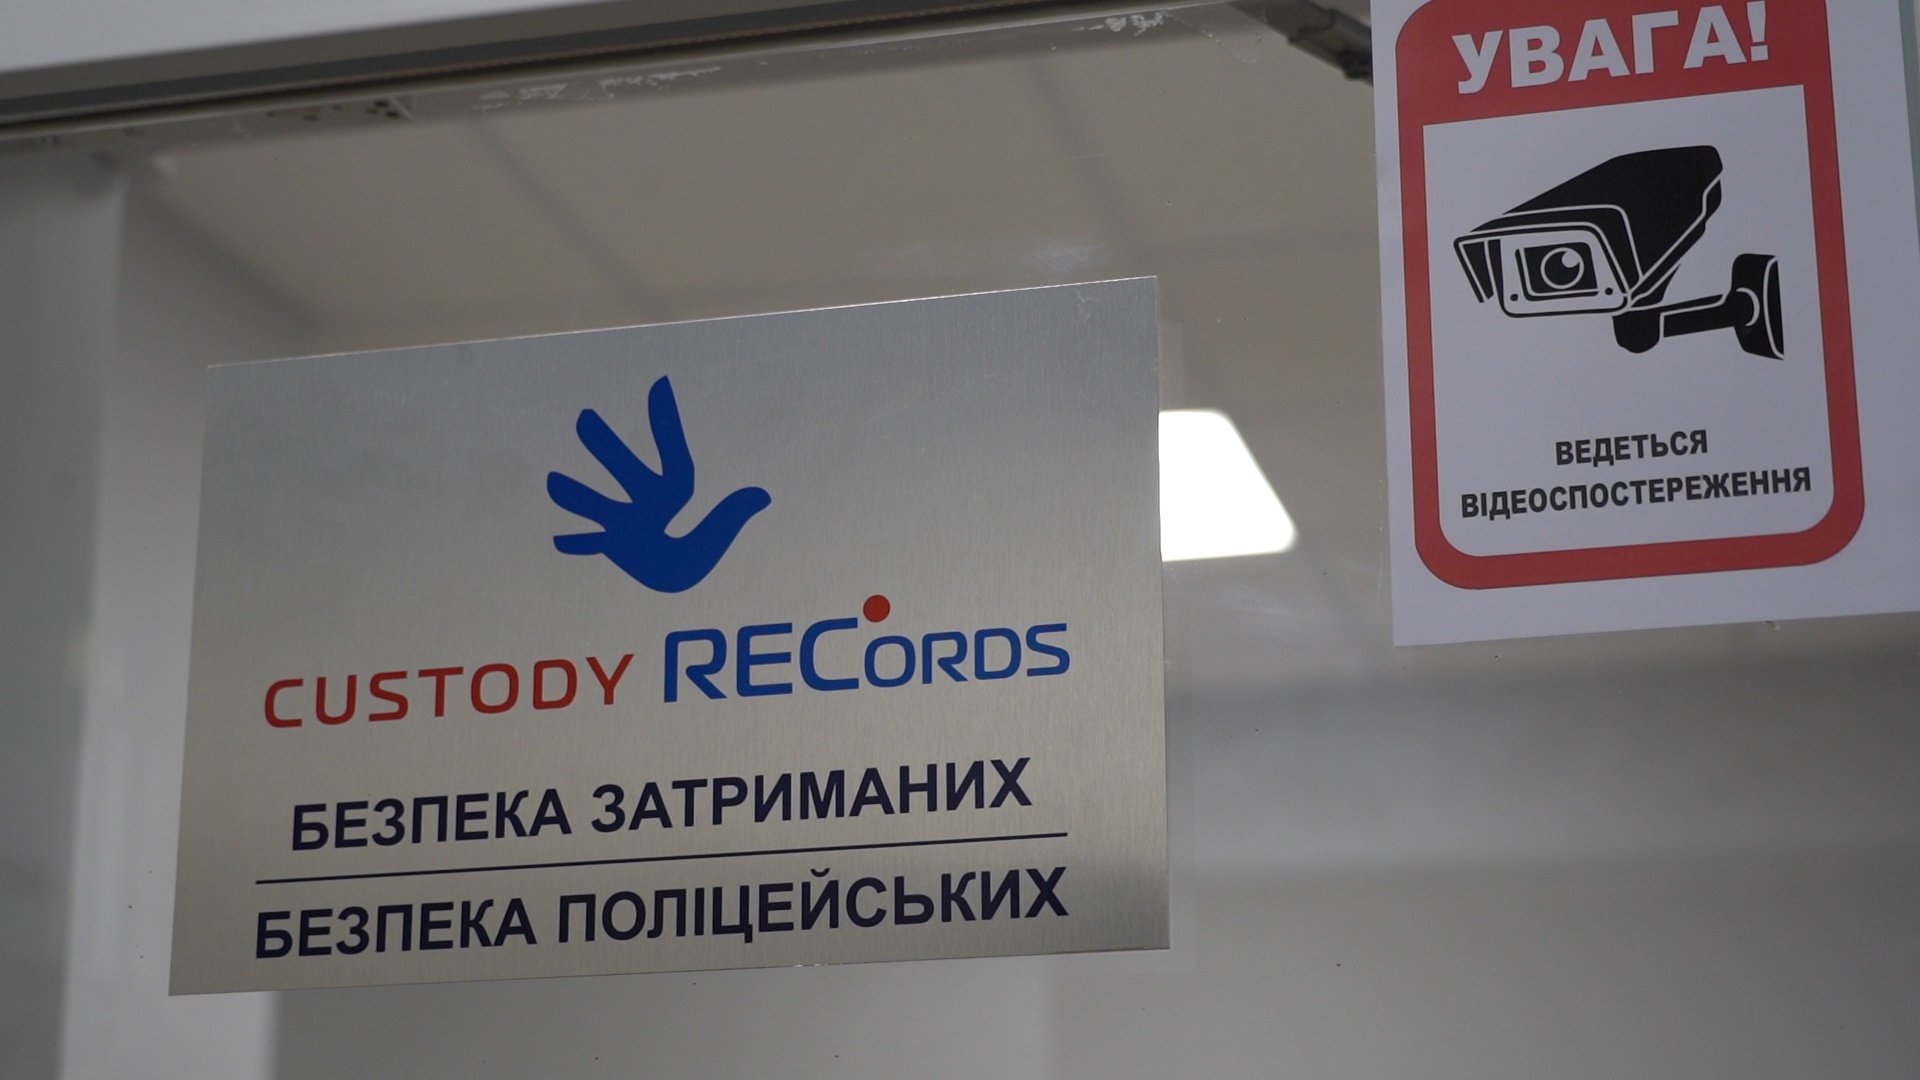 УВАГА!
ВЕДЕТЬСЯ
ВІДЕОСПОСТЕРЕЖЕННЯ
CUSTODY RECORDS
БЕЗПЕКА ЗАТРИМАНИХ
БЕЗПЕКА ПОЛІЦЕЙСЬКИХ